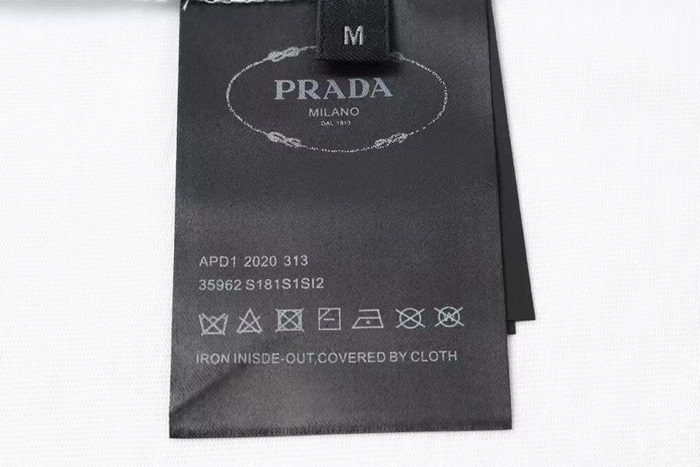 M
PRADA
MILANO
DAL 1913
APD1 2020 313
35962 S181S1SI2
IRON INISDE-OUT,COVERED BY CLOTH